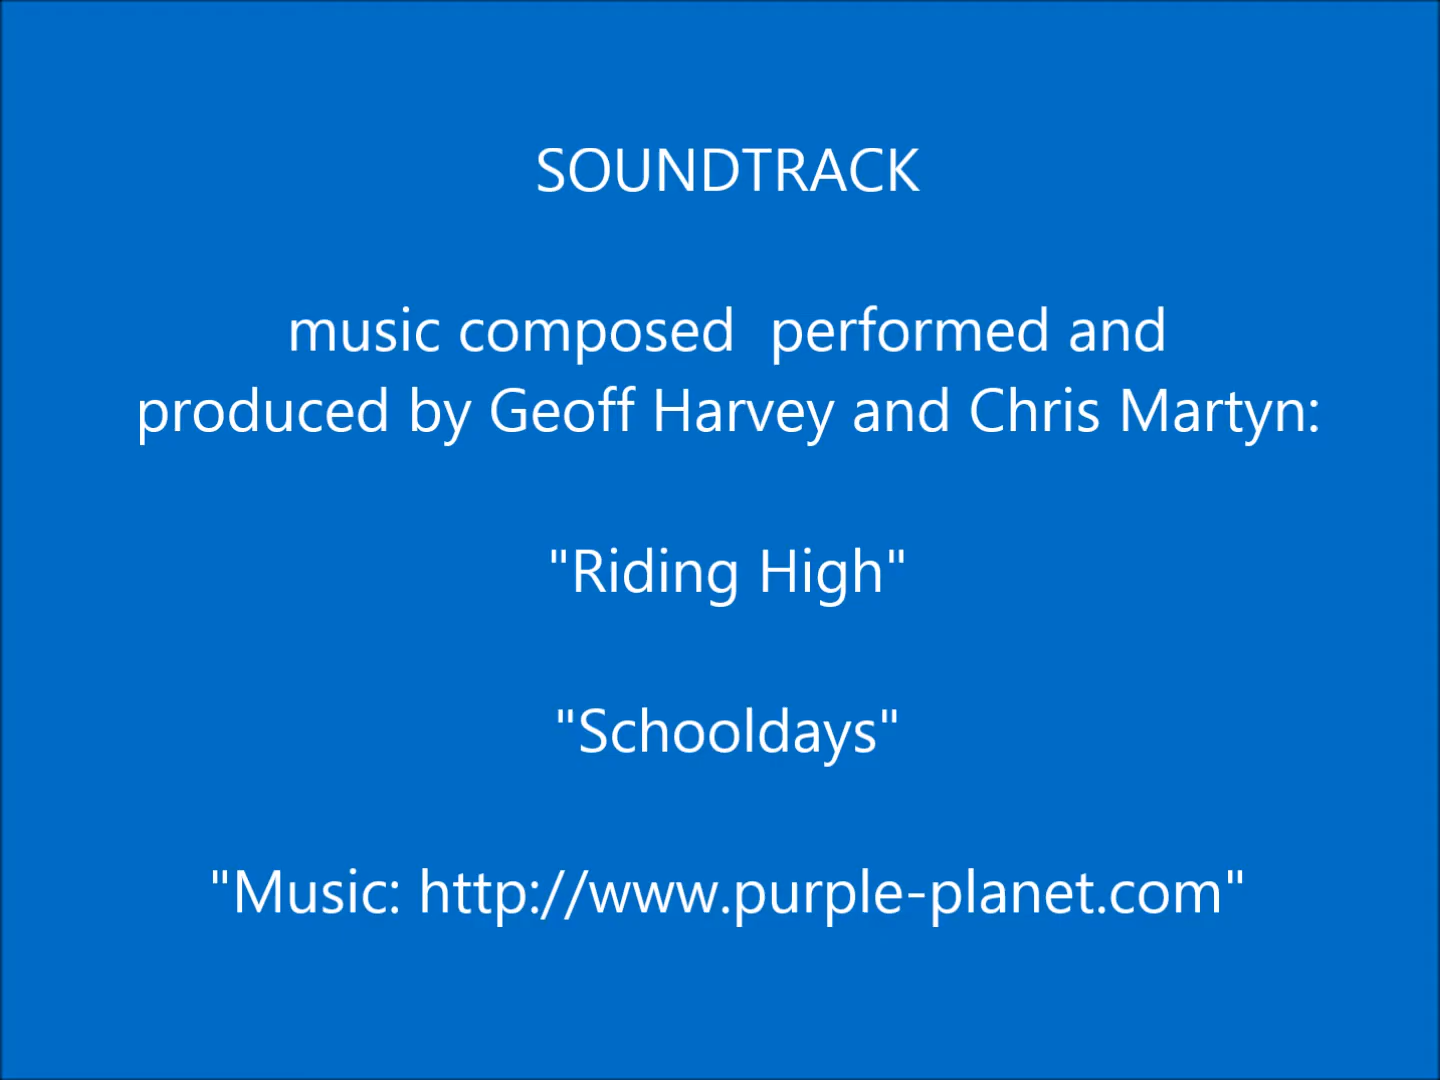 SOUNDTRACK
music composed  performed and
produced by Geoff Harvey and Chris Martyn:
"Riding High"
"Schooldays"
"Music: http://www.purple-planet.com"